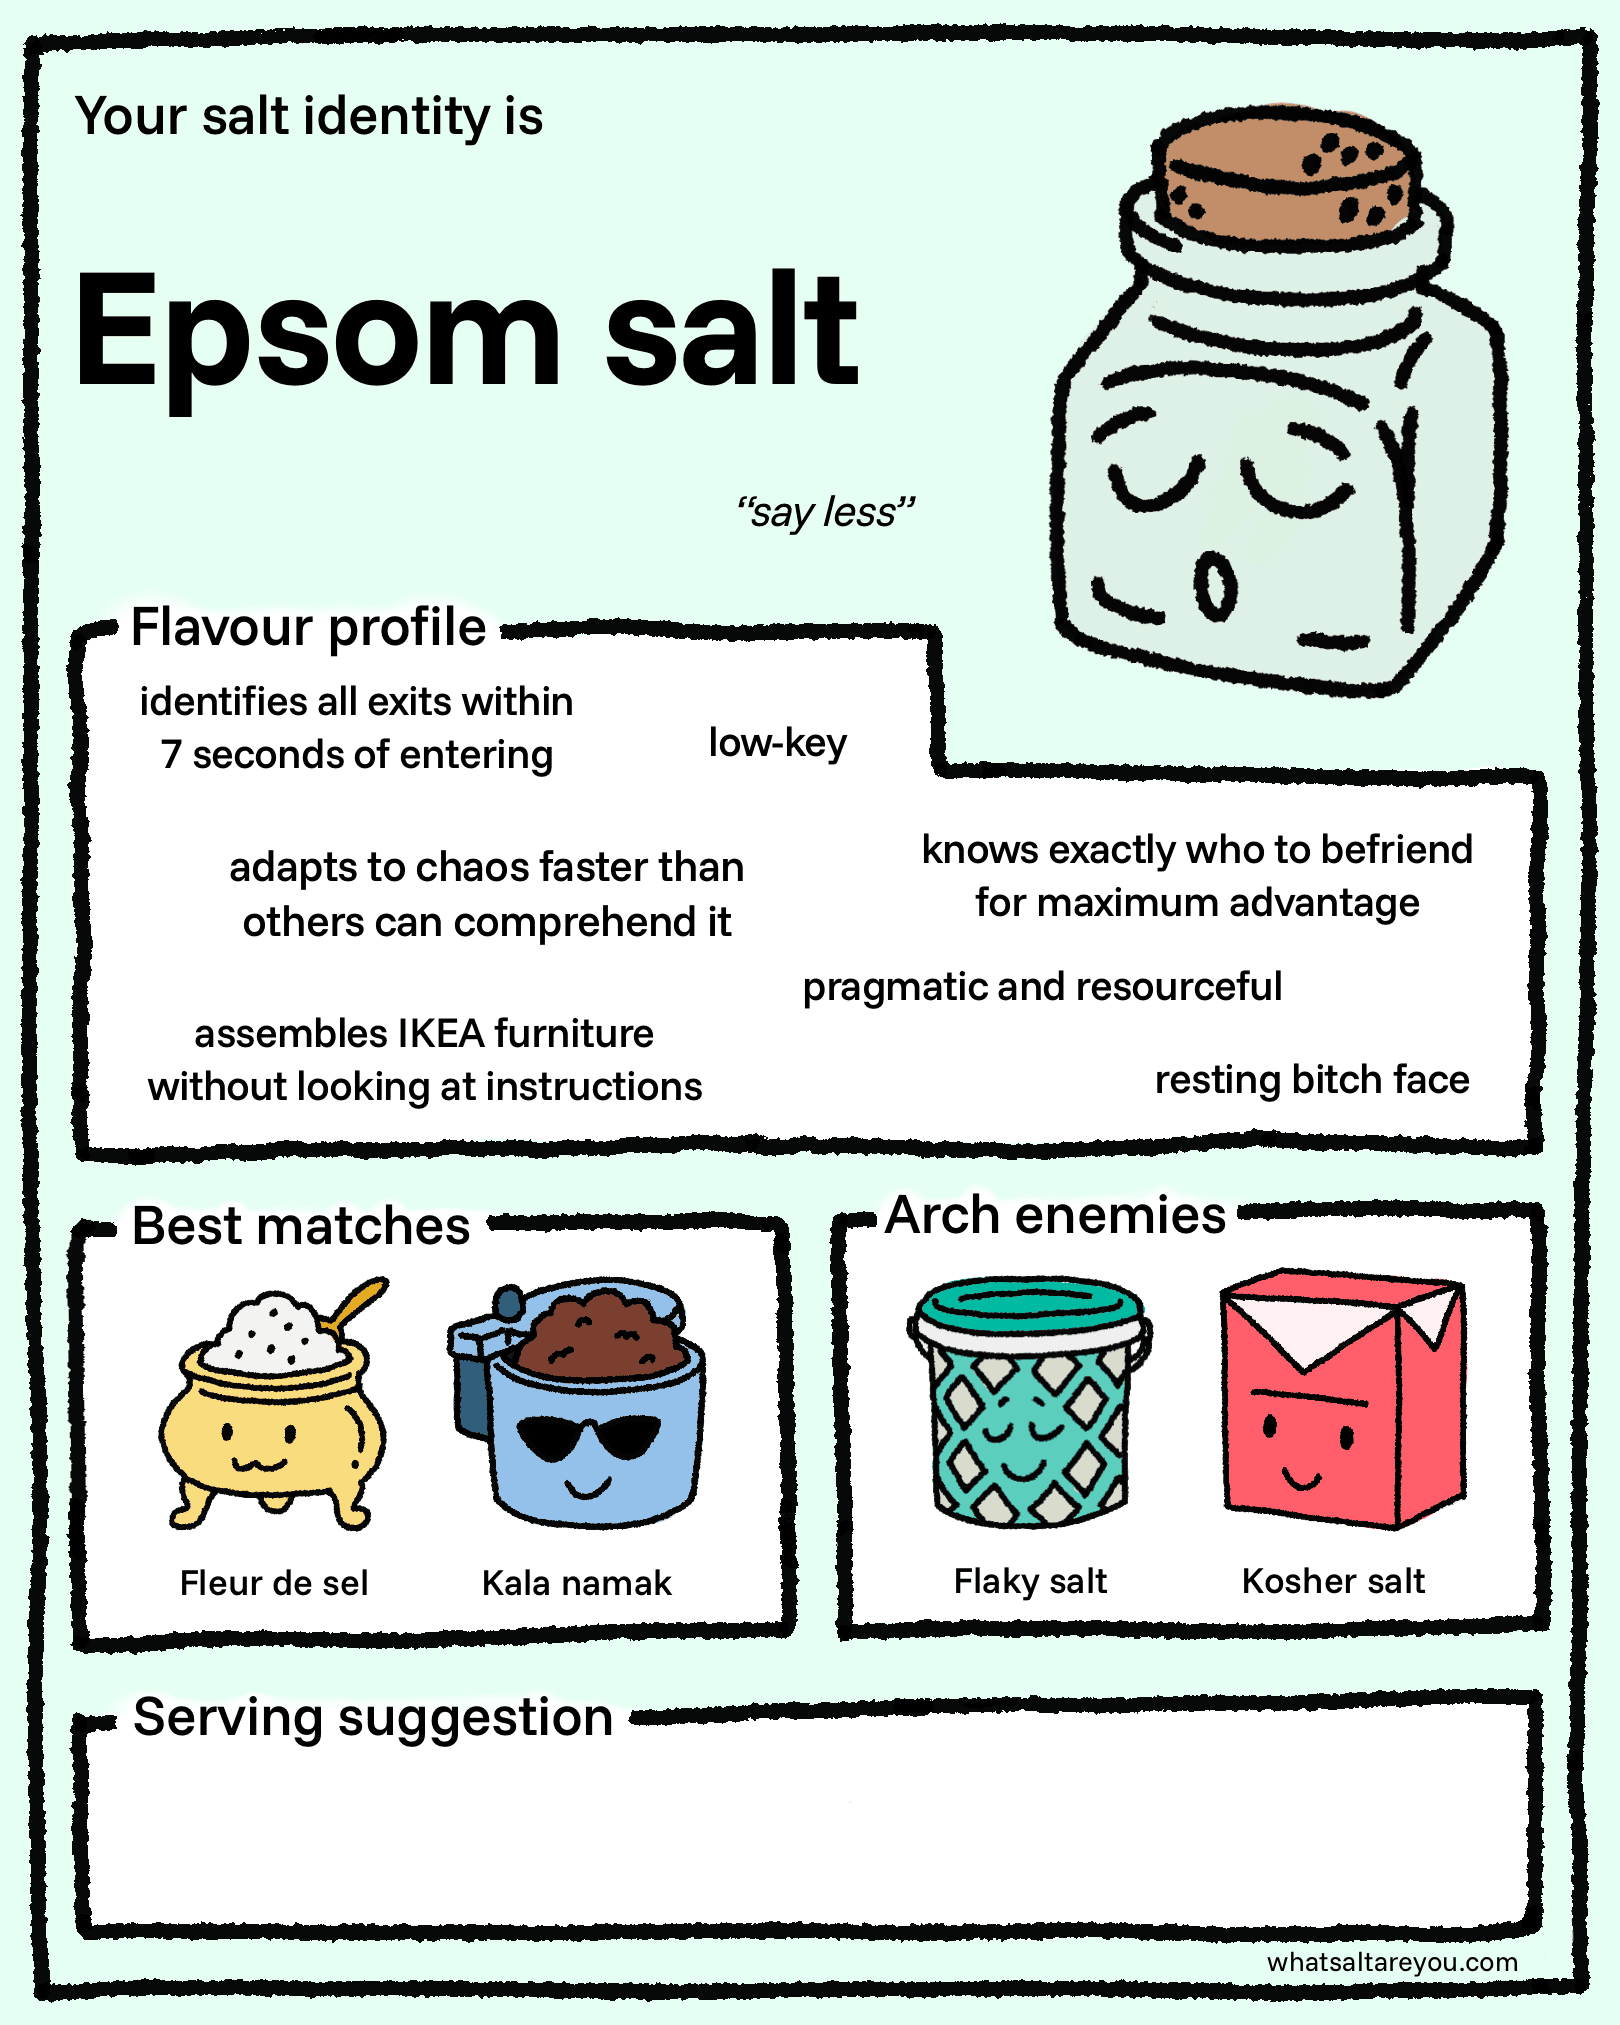 Your salt identity is
Epsom salt
“say less”
Flavour profile
identifies all exits within
7 seconds of entering
low-key
adapts to chaos faster than
others can comprehend it
knows exactly who to befriend
for maximum advantage
pragmatic and resourceful
assembles IKEA furniture
without looking at instructions
resting bitch face
Best matches
Fleur de sel
Kala namak
Arch enemies
Flaky salt
Kosher salt
Serving suggestion
whatsaltareyou.com